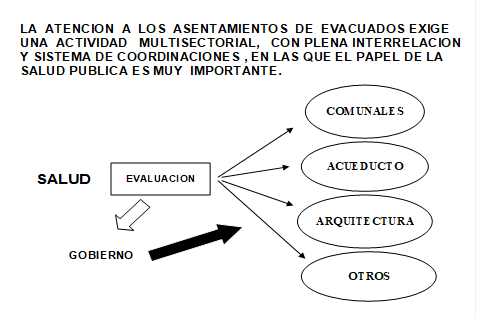 LA ATENCION A LOS ASENTAMIENTOS DE EVACUADOS EXIGE
UNA ACTIVIDAD MULTISECTORIAL, CON PLENA INTERRELACION
Y SISTEMA DE COORDINACIONES , EN LAS QUE EL PAPEL DE LA
SALUD PUBLICA ES MUY IMPORTANTE.
COMUNALES
ACUEDUCTO
SALUD
EVALUACION
ARQUITECTURA
GOBIERNO
OTROS